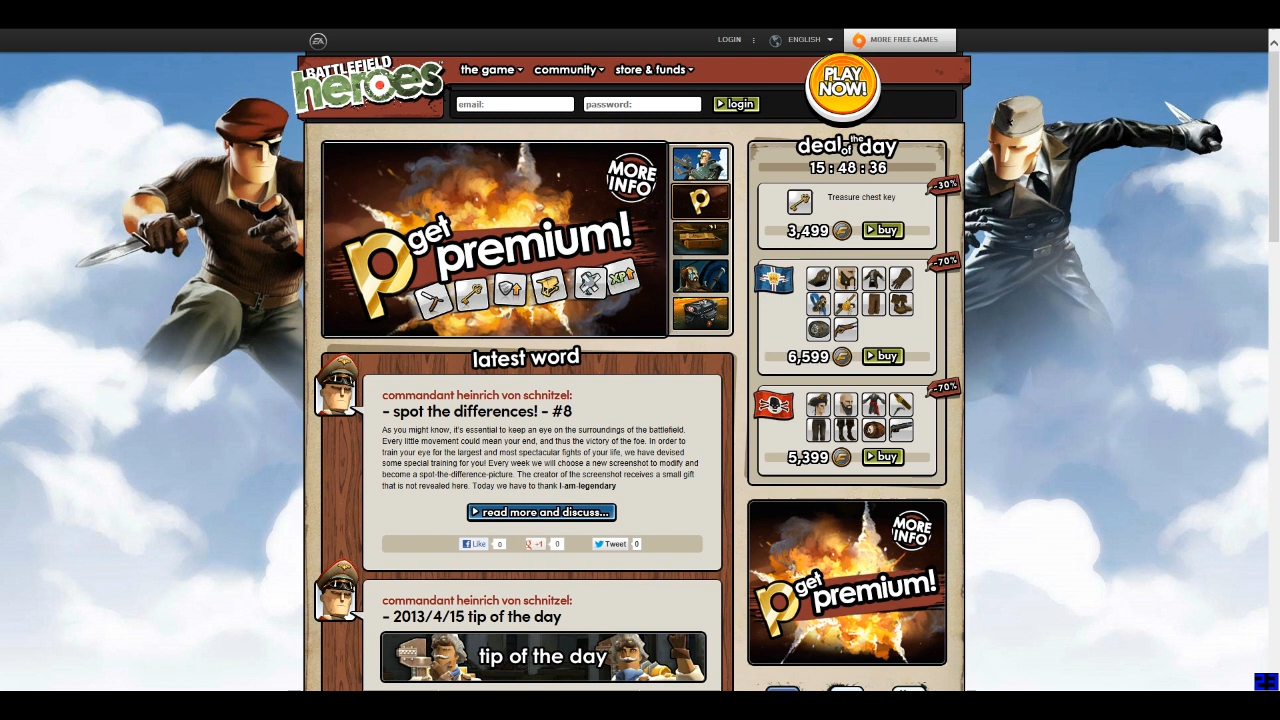 EA
LOGIN
ENGLISH
MORE FREE GAMES
BATTLEFIELD
heroes
the game
community
store & funds
PLAY
NOW!
email:
password:
login
MORE
INFO
p get
premium!
XP
deal of the day
15 : 48 : 36
-30%
Treasure chest key
3,499
buy
-70%
6,599
buy
-70%
5,399
buy
latest word
commandant heinrich von schnitzel:
- spot the differences! - #8
As you might know, it's essential to keep an eye on the surroundings of the battlefield.
Every little movement could mean your end, and thus the victory of the foe. In order to
train your eye for the largest and most spectacular fights of your life, we have devised
some special training for you! Every week we will choose a new screenshot to modify and
become a spot-the-difference-picture. The creator of the screenshot receives a small gift
that is not revealed here. Today we have to thank I-am-legendary
read more and discuss...
Like 0
+1 0
Tweet 0
MORE
INFO
p get
premium!
commandant heinrich von schnitzel:
- 2013/4/15 tip of the day
tip of the day
23